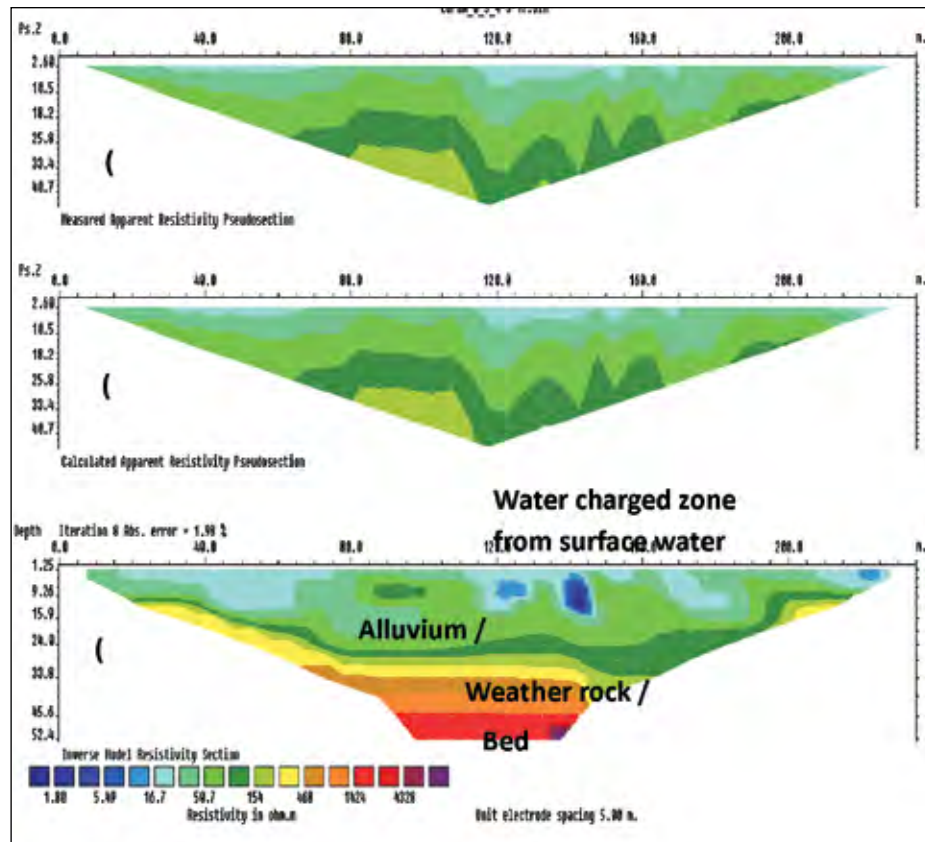 Ps.Z 0.0 40.0 80.0 120.0 160.0 200.0 m.
2.60
10.5
18.2
25.8
33.4
40.7
(
Measured Apparent Resistivity Pseudosection
Ps.Z 0.0 40.0 80.0 120.0 160.0 200.0 m.
2.60
10.5
18.2
25.8
33.4
40.7
(
Calculated Apparent Resistivity Pseudosection
Water charged zone
from surface water
Depth Iteration 8 Abs. error = 1.98 %
0.0 80.0 120.0 200.0 m.
1.25
9.26
15.9
24.0
33.8
45.6
52.4
(
Alluvium /
Weather rock /
Bed
Inverse Model Resistivity Section
1.80 5.49 16.7 50.7 154 468 1424 4328
Resistivity in ohm.m Unit electrode spacing 5.00 m.